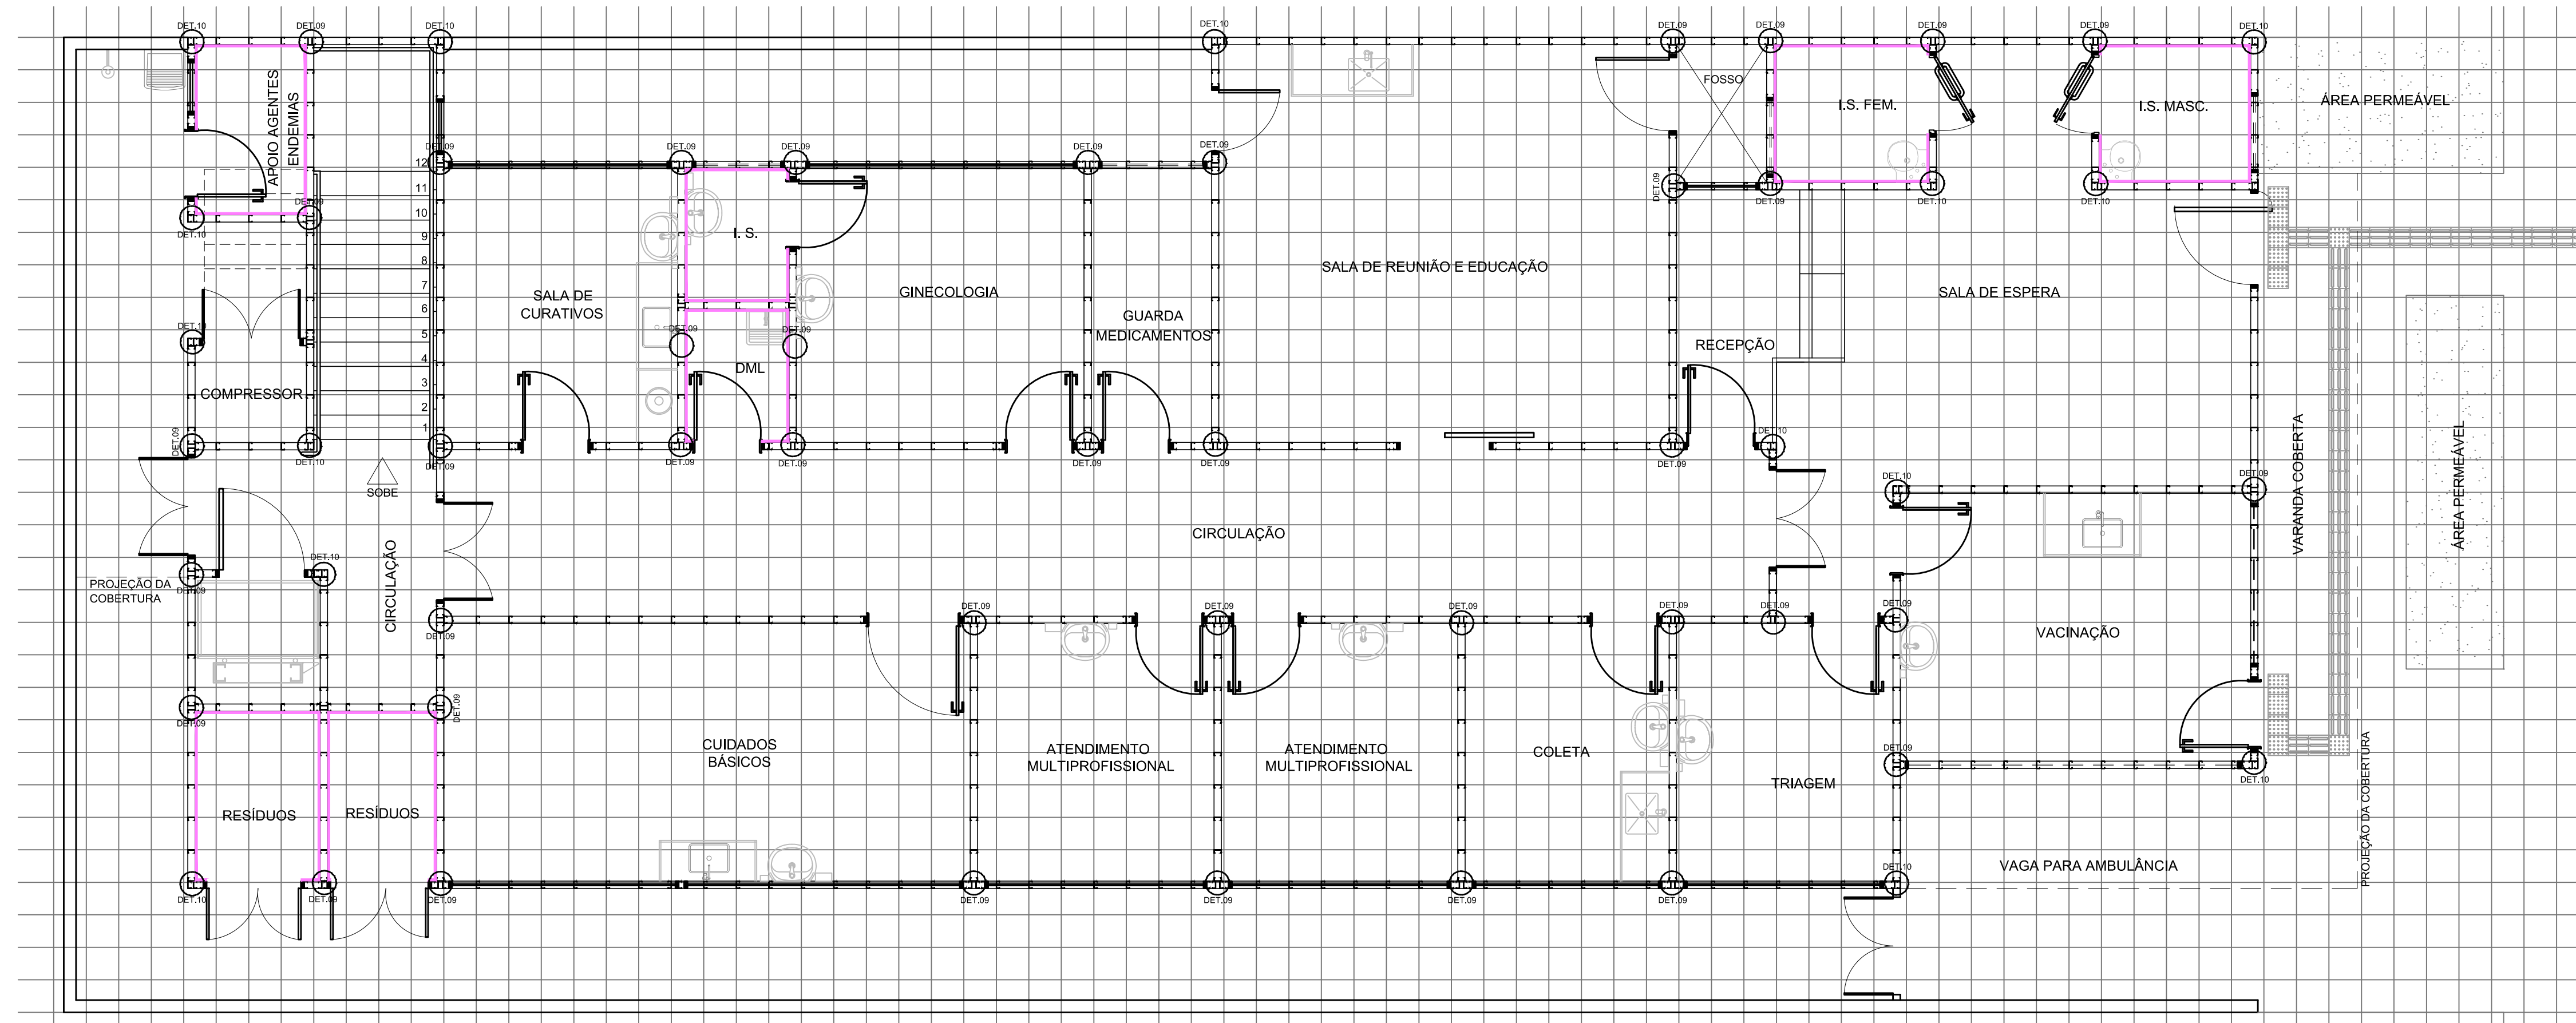 DET.10
DET.09
DET.10
DET.10
DET.09
DET.09
DET.09
DET.09
DET.10
FOSSO
APOIO AGENTES
ENDEMIAS
I.S. FEM.
I.S. MASC.
ÁREA PERMEÁVEL
DET.09
DET.09
DET.09
DET.09
DET.09
12
11
10
9
8
7
6
5
4
3
2
1
DET.09
DET.09
DET.10
DET.10
DET.09
DET.10
I. S.
SALA DE REUNIÃO E EDUCAÇÃO
GINECOLOGIA
SALA DE ESPERA
SALA DE
CURATIVOS
GUARDA
MEDICAMENTOS
DET.10
DET.09
DET.09
RECEPÇÃO
DML
COMPRESSOR
DET.09
DET.10
DET.09
DET.09
DET.09
DET.09
DET.09
DET.10
SOBE
VARANDA COBERTA
ÁREA PERMEÁVEL
DET.10
DET.09
CIRCULAÇÃO
CIRCULAÇÃO
DET.10
PROJEÇÃO DA
COBERTURA
DET.09
DET.09
DET.09
DET.09
DET.09
DET.09
DET.09
DET.09
VACINAÇÃO
DET.09
DET.09
CUIDADOS
BÁSICOS
ATENDIMENTO
MULTIPROFISSIONAL
ATENDIMENTO
MULTIPROFISSIONAL
COLETA
DET.09
DET.10
TRIAGEM
PROJEÇÃO DA COBERTURA
RESÍDUOS
RESÍDUOS
VAGA PARA AMBULÂNCIA
DET.10
DET.10
DET.09
DET.09
DET.09
DET.09
DET.09
DET.09